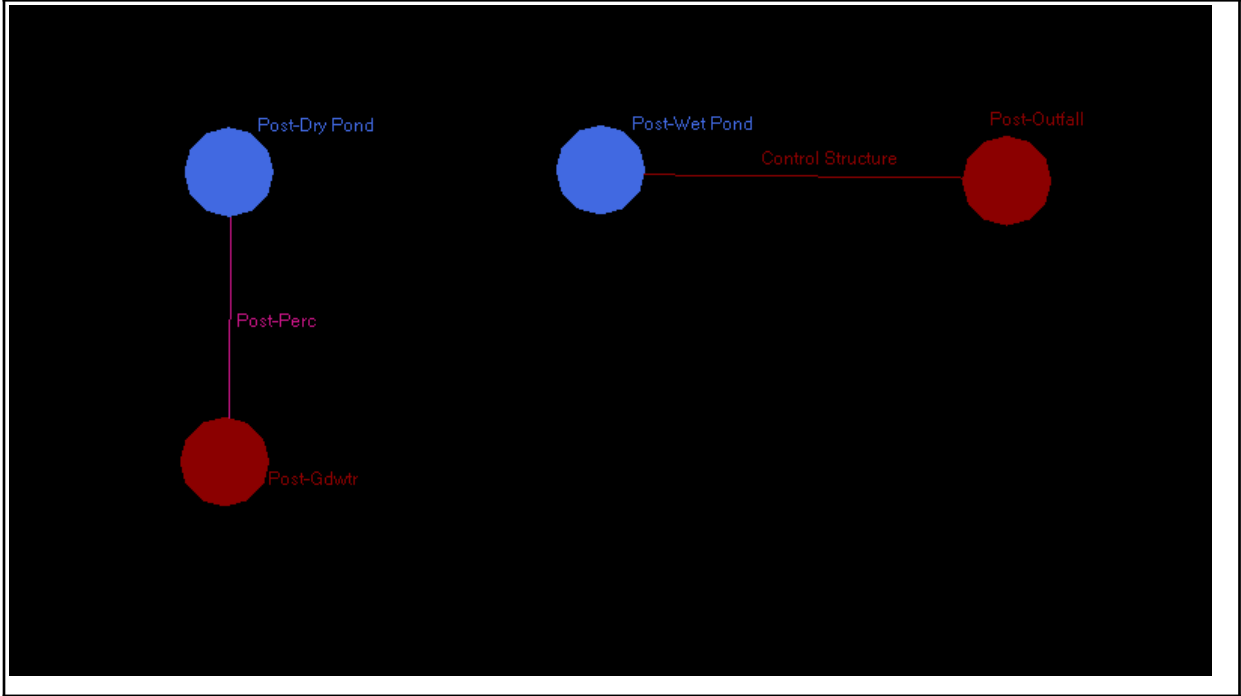 Post-Dry Pond
Post-Wet Pond
Post-Outfall
Control Structure
Post-Perc
Post-Gdwtr